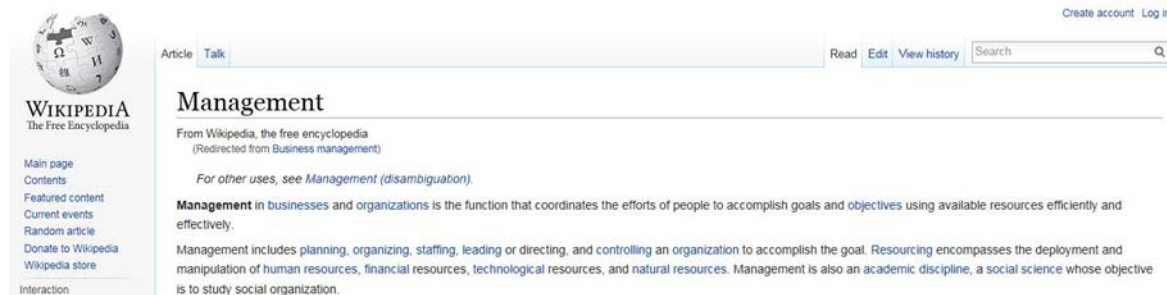 Create account Log in
Article Talk
Read Edit View history Search
WIKIPEDIA
The Free Encyclopedia
Main page
Contents
Featured content
Current events
Random article
Donate to Wikipedia
Wikipedia store
Interaction
Management
From Wikipedia, the free encyclopedia
(Redirected from Business management)
For other uses, see Management (disambiguation).
Management in businesses and organizations is the function that coordinates the efforts of people to accomplish goals and objectives using available resources efficiently and
effectively.
Management includes planning, organizing, staffing, leading or directing, and controlling an organization to accomplish the goal. Resourcing encompasses the deployment and
manipulation of human resources, financial resources, technological resources, and natural resources. Management is also an academic discipline, a social science whose objective
is to study social organization.